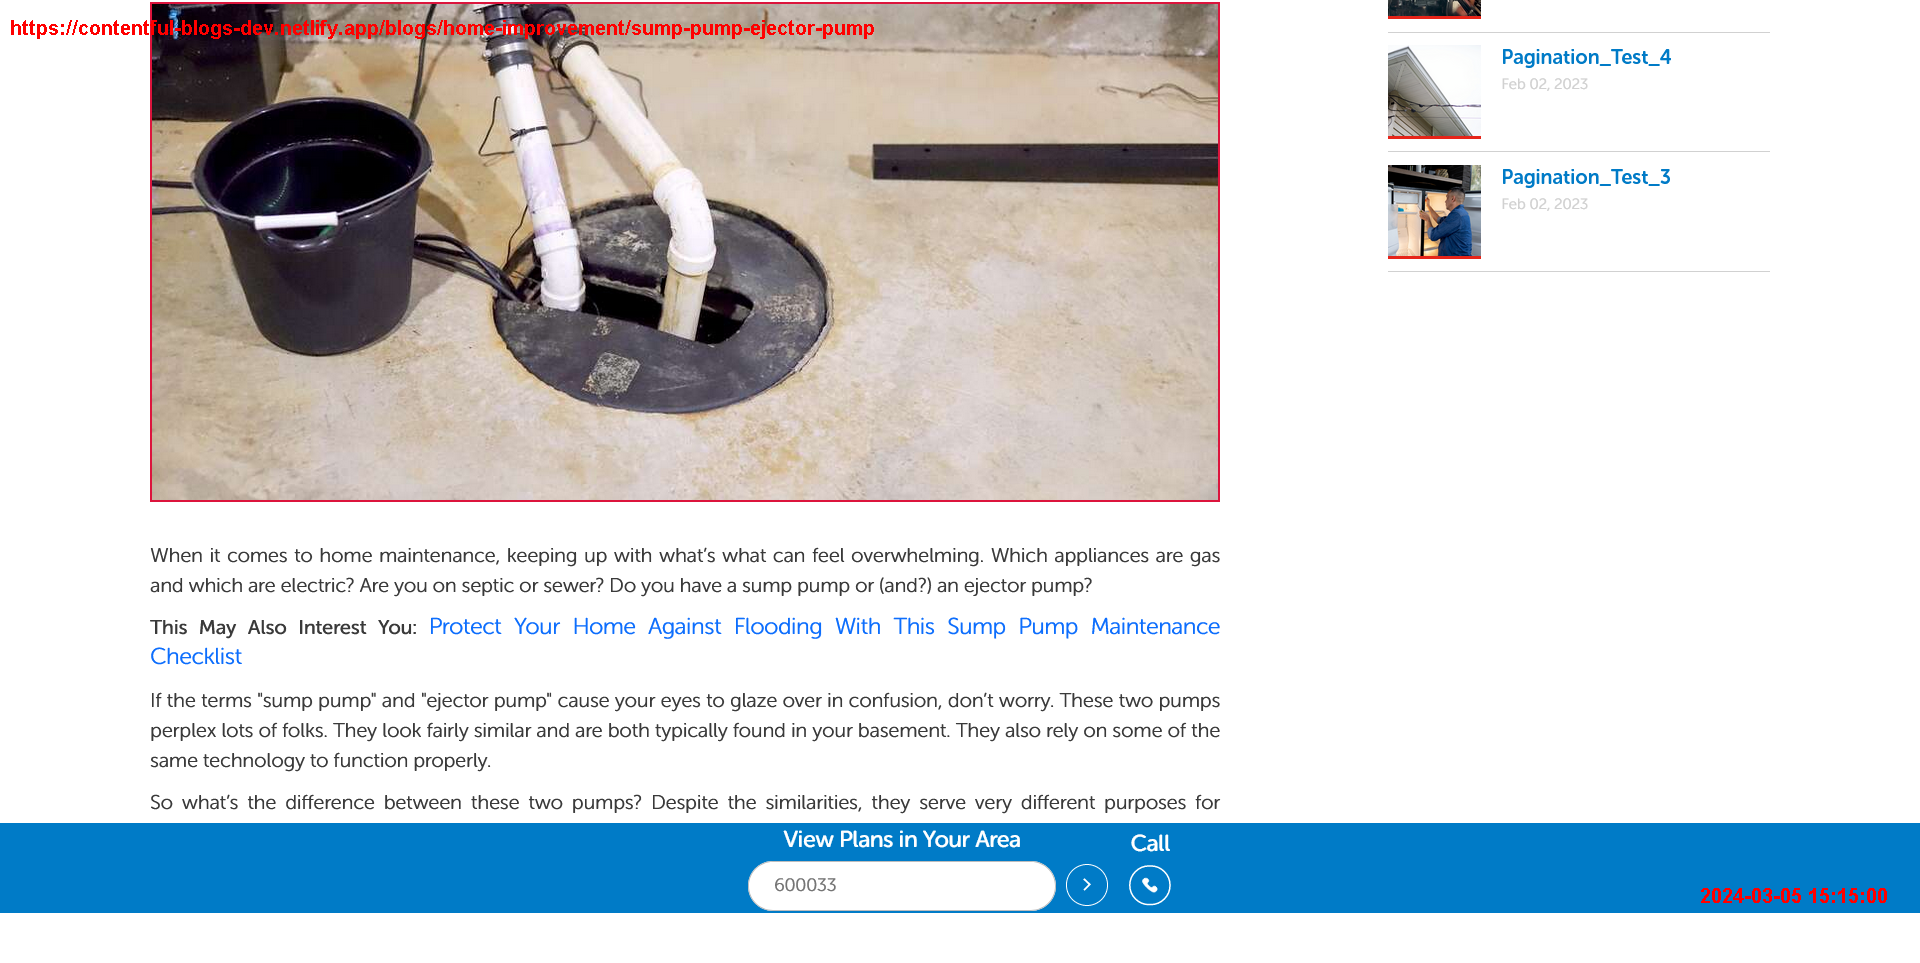 https://contentful-blogs-dev.netlify.app/blogs/home-improvement/sump-pump-ejector-pump
Pagination_Test_4
Feb 02, 2023
Pagination_Test_3
Feb 02, 2023
When it comes to home maintenance, keeping up with what’s what can feel overwhelming. Which appliances are gas
and which are electric? Are you on septic or sewer? Do you have a sump pump or (and?) an ejector pump?
This May Also Interest You: Protect Your Home Against Flooding With This Sump Pump Maintenance
Checklist
If the terms "sump pump" and "ejector pump" cause your eyes to glaze over in confusion, don’t worry. These two pumps
perplex lots of folks. They look fairly similar and are both typically found in your basement. They also rely on some of the
same technology to function properly.
So what’s the difference between these two pumps? Despite the similarities, they serve very different purposes for
View Plans in Your Area
Call
600033
2024-03-05 15:15:00